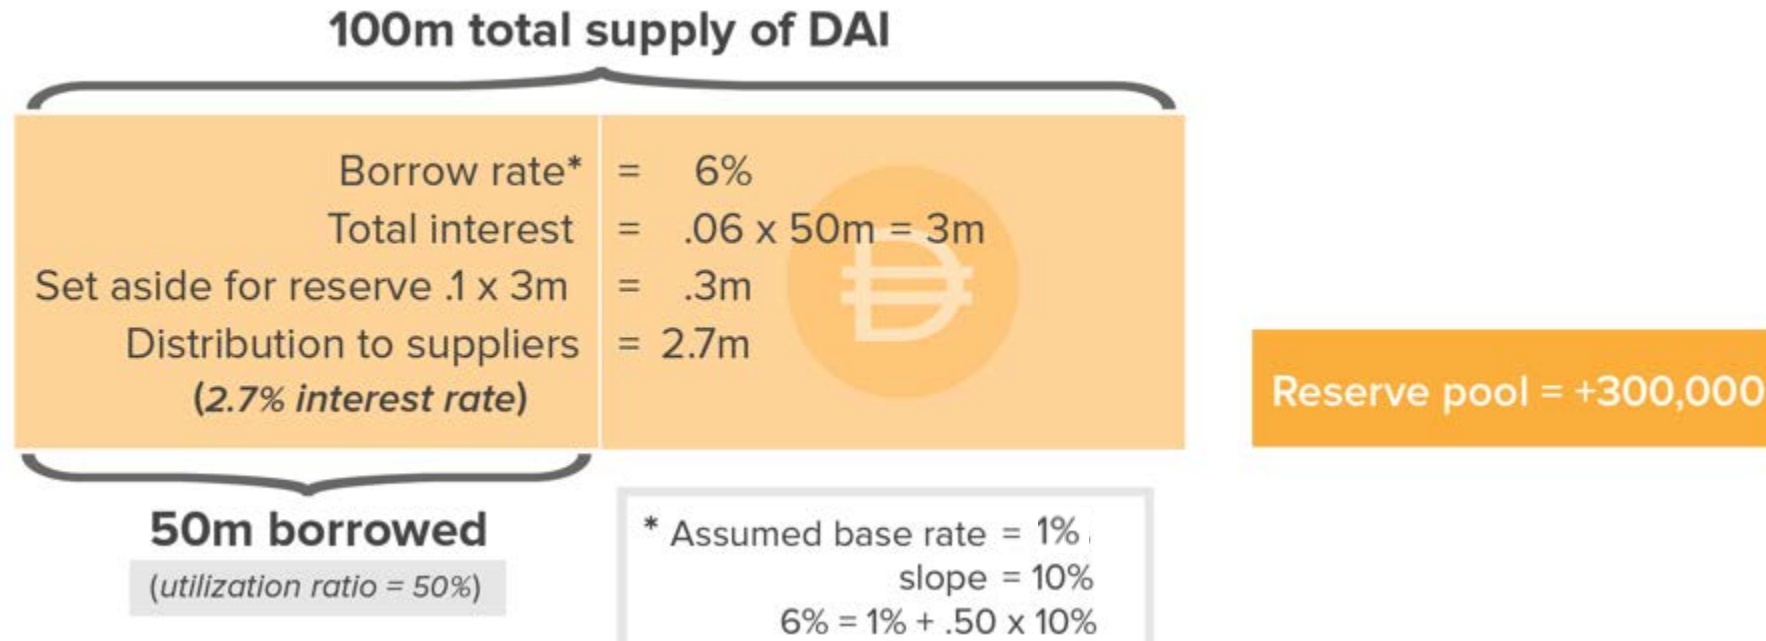 100m total supply of DAI
Borrow rate* = 6%
Total interest = .06 x 50m = 3m
Set aside for reserve .1 x 3m = .3m
Distribution to suppliers = 2.7m
(2.7% interest rate)
Reserve pool = +300,000
50m borrowed
(utilization ratio = 50%)
* Assumed base rate = 1%
slope = 10%
6% = 1% + .50 x 10%